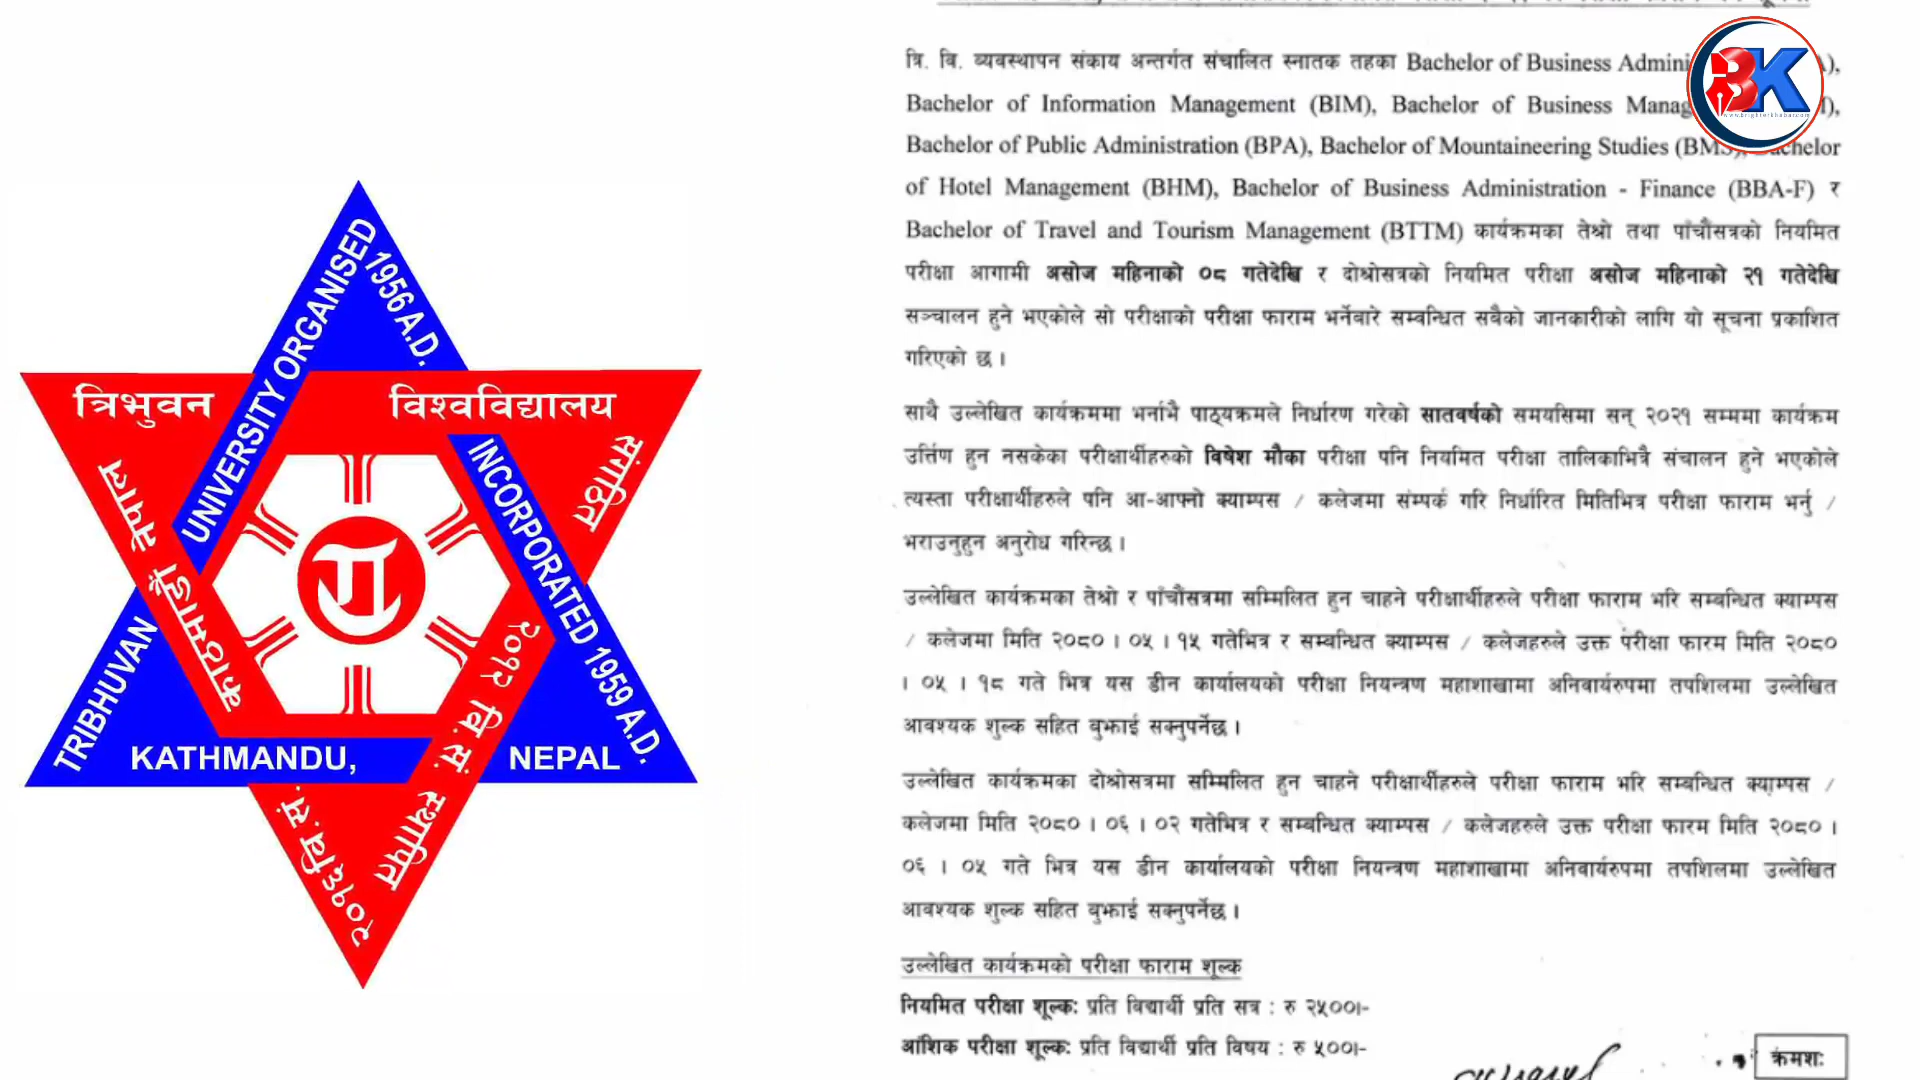 त्रिभुवन विश्वविद्यालय
संगठित
काठमाडौं नेपाल
UNIVERSITY ORGANISED
1956 A.D.
INCORPORATED 1959 A.D.
TRIBHUVAN
KATHMANDU, NEPAL
२०१२ वि.सं. स्थापित
२०१६ वि.सं.
BK
www.brighterkhabar.com
त्रि. वि. व्यवस्थापन संकाय अन्तर्गत संचालित स्नातक तहका Bachelor of Business
Bachelor of Information Management (BIM), Bachelor of Business
Bachelor of Public Administration (BPA), Bachelor of Mountaineering Studies
of Hotel Management (BHM), Bachelor of Business Administration - Finance (BBA-F) र
Bachelor of Travel and Tourism Management (BTTM) कार्यक्रमका तेश्रो तथा पाँचौंसत्रको नियमित
परीक्षा आगामी असोज महिनाको ०८ गतेदेखि र दोश्रोसत्रको नियमित परीक्षा असोज महिनाको २१ गतेदेखि
सञ्चालन हुने भएकोले सो परीक्षाको परीक्षा फाराम भर्नेबारे सम्बन्धित सबैको जानकारीको लागि यो सूचना प्रकाशित
गरिएको छ ।
साथै उल्लेखित कार्यक्रममा भर्नाभै पाठ्यक्रमले निर्धारण गरेको सातवर्षको समयसिमा सन् २०२१ सम्ममा कार्यक्रम
उर्त्तिण हुन नसकेका परीक्षार्थीहरुको विषेश मौका परीक्षा पनि नियमित परीक्षा तालिकाभित्रै संचालन हुने भएकोले
त्यस्ता परीक्षार्थीहरुले पनि आ-आफ्नो क्याम्पस / कलेजमा संम्पर्क गरि निर्धारित मितिभित्र परीक्षा फाराम भर्नु /
भराउनुहुन अनुरोध गरिन्छ ।
उल्लेखित कार्यक्रमका तेश्रो र पाँचौंसत्रमा सम्मिलित हुन चाहने परीक्षार्थीहरुले परीक्षा फाराम भरि सम्बन्धित क्याम्पस
/ कलेजमा मिति २०८० । ०५ । १५ गतेभित्र र सम्बन्धित क्याम्पस / कलेजहरुले उक्त परीक्षा फारम मिति २०८०
। ०५ । १८ गते भित्र यस डीन कार्यालयको परीक्षा नियन्त्रण महाशाखामा अनिवार्यरुपमा तपशिलमा उल्लेखित
आवश्यक शुल्क सहित बुझाई सक्नुपर्नेछ ।
उल्लेखित कार्यक्रमका दोश्रोसत्रमा सम्मिलित हुन चाहने परीक्षार्थीहरुले परीक्षा फाराम भरि सम्बन्धित क्याम्पस /
कलेजमा मिति २०८० । ०६ । ०२ गतेभित्र र सम्बन्धित क्याम्पस / कलेजहरुले उक्त परीक्षा फारम मिति २०८० ।
०६ । ०५ गते भित्र यस डीन कार्यालयको परीक्षा नियन्त्रण महाशाखामा अनिवार्यरुपमा तपशिलमा उल्लेखित
आवश्यक शुल्क सहित बुझाई सक्नुपर्नेछ ।
उल्लेखित कार्यक्रमको परीक्षा फाराम शूल्क
नियमित परीक्षा शूल्कः प्रति विद्यार्थी प्रति सत्र : रु २५००।-
आंशिक परीक्षा शूल्कः प्रति विद्यार्थी प्रति विषय : रु ५००।-
क्रमशः